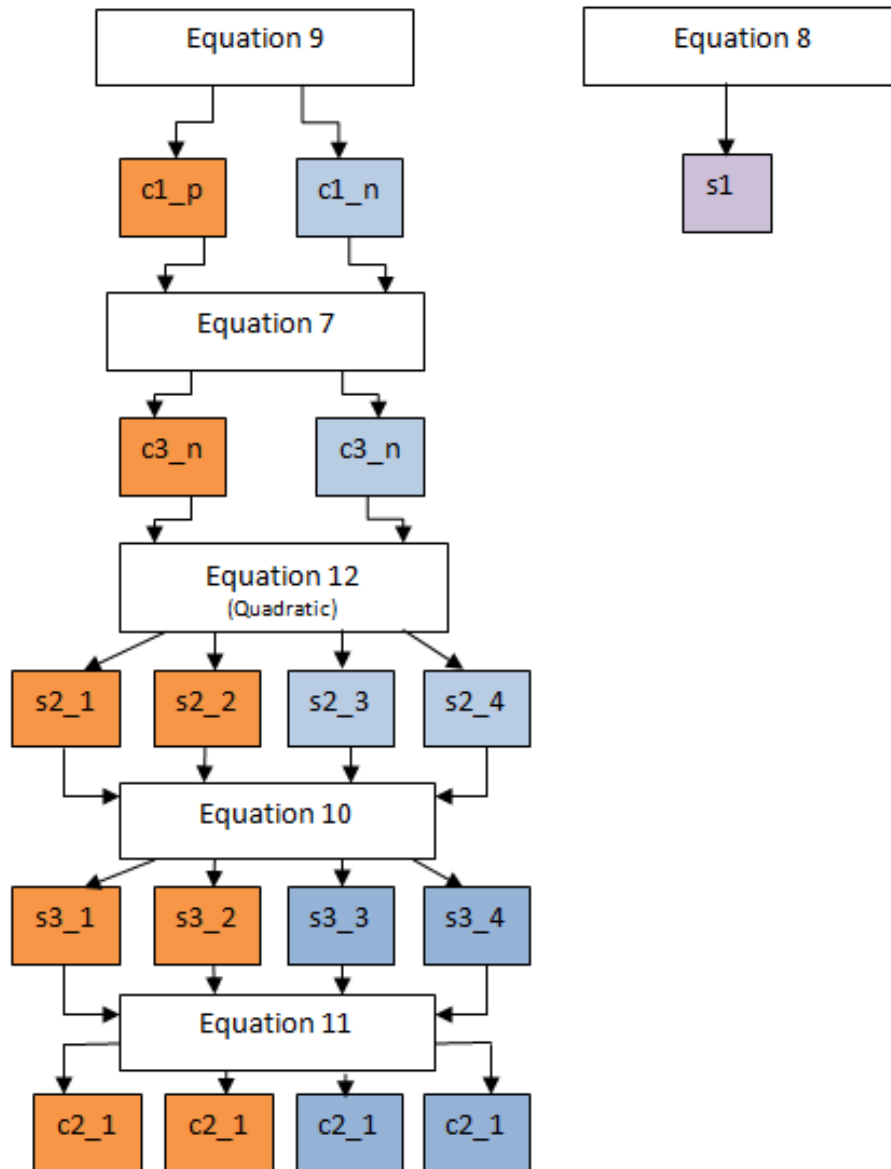 Equation 9
Equation 8
c1_p
c1_n
s1
Equation 7
c3_n
c3_n
Equation 12
(Quadratic)
s2_1
s2_2
s2_3
s2_4
Equation 10
s3_1
s3_2
s3_3
s3_4
Equation 11
c2_1
c2_1
c2_1
c2_1